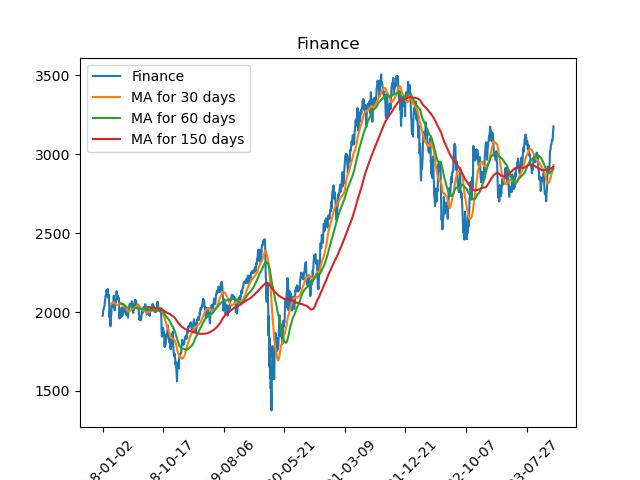 Finance
Finance
MA for 30 days
MA for 60 days
MA for 150 days
3500
3000
2500
2000
1500
8-01-02
8-10-17
9-08-06
0-05-21
1-03-09
1-12-21
2-10-07
3-07-27